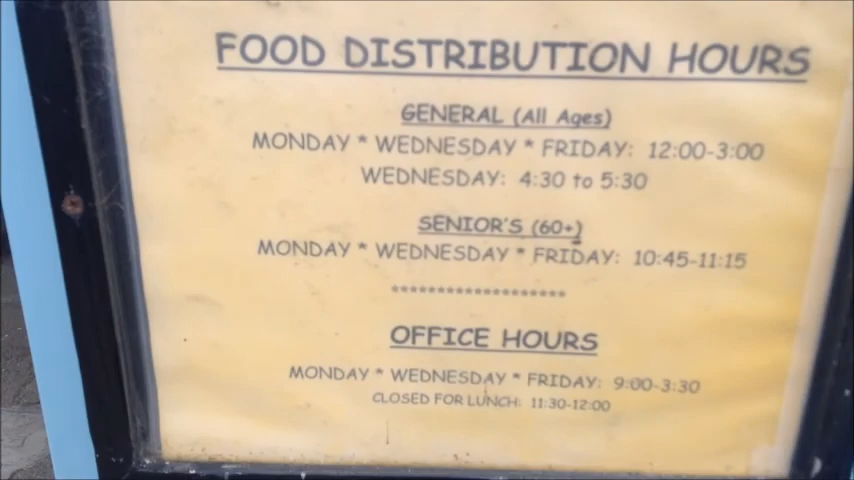 FOOD DISTRIBUTION HOURS
GENERAL (All Ages)
MONDAY * WEDNESDAY * FRIDAY: 12:00-3:00
WEDNESDAY: 4:30 to 5:30
SENIOR'S (60+)
MONDAY * WEDNESDAY * FRIDAY: 10:45-11:15
*******************
OFFICE HOURS
MONDAY * WEDNESDAY * FRIDAY: 9:00-3:30
CLOSED FOR LUNCH: 11:30-12:00